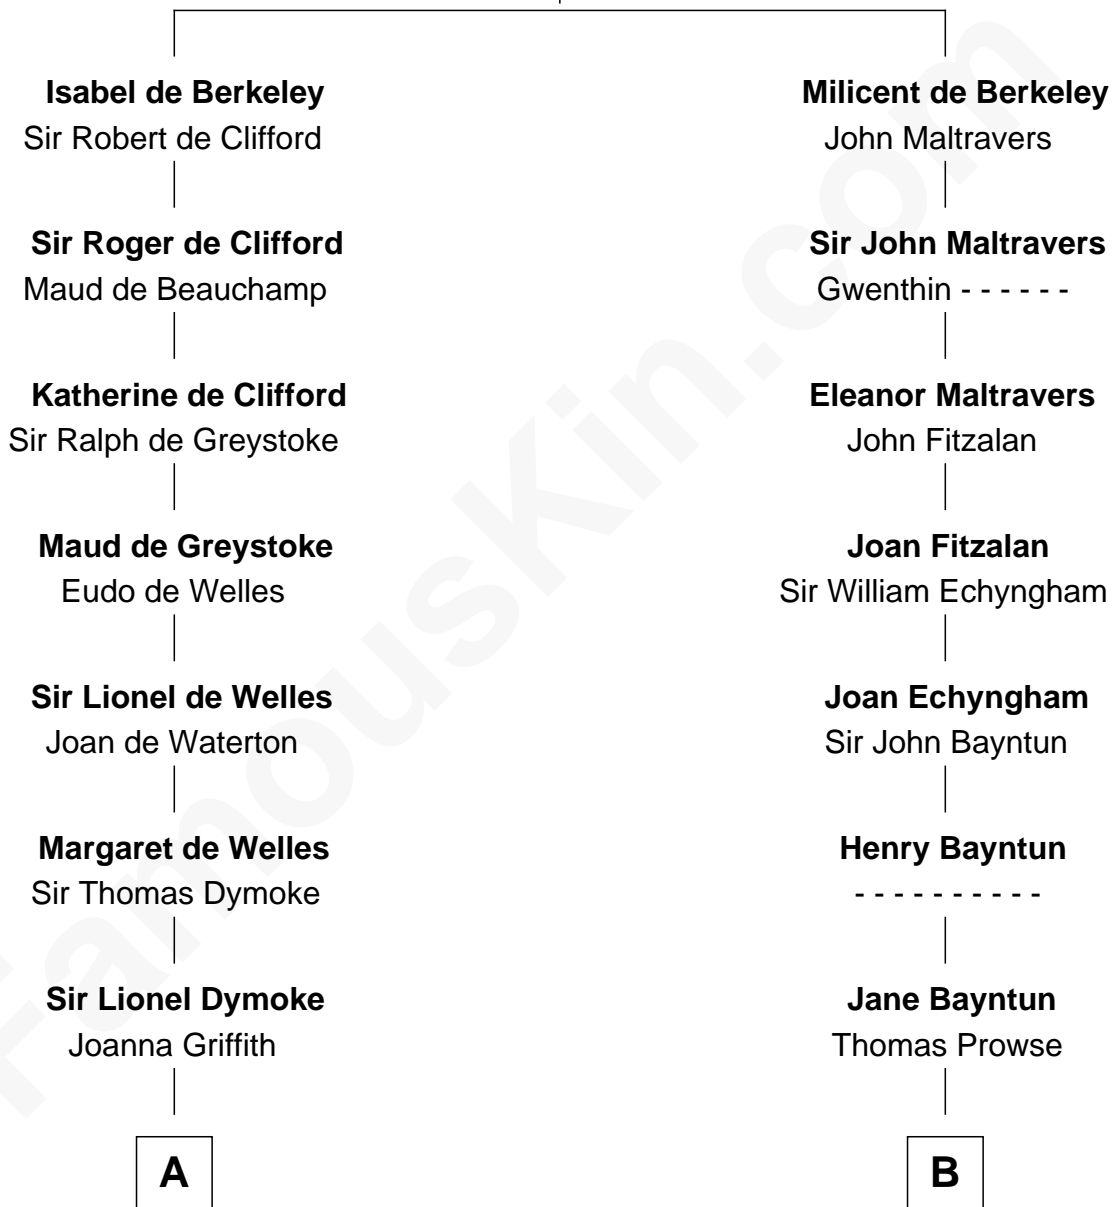 Isabel de Berkeley
Sir Robert de Clifford
Sir Roger de Clifford
Maud de Beauchamp
Katherine de Clifford
Sir Ralph de Greystoke
Maud de Greystoke
Eudo de Welles
Sir Lionel de Welles
Joan de Waterton
Margaret de Welles
Sir Thomas Dymoke
Sir Lionel Dymoke
Joanna Griffith
A
Milicent de Berkeley
John Maltravers
Sir John Maltravers
Gwenthin - - - - - -
Eleanor Maltravers
John Fitzalan
Joan Fitzalan
Sir William Echyngham
Joan Echyngham
Sir John Bayntun
Henry Bayntun
- - - - - - - - - -
Jane Bayntun
Thomas Prowse
B
FamousKin.com